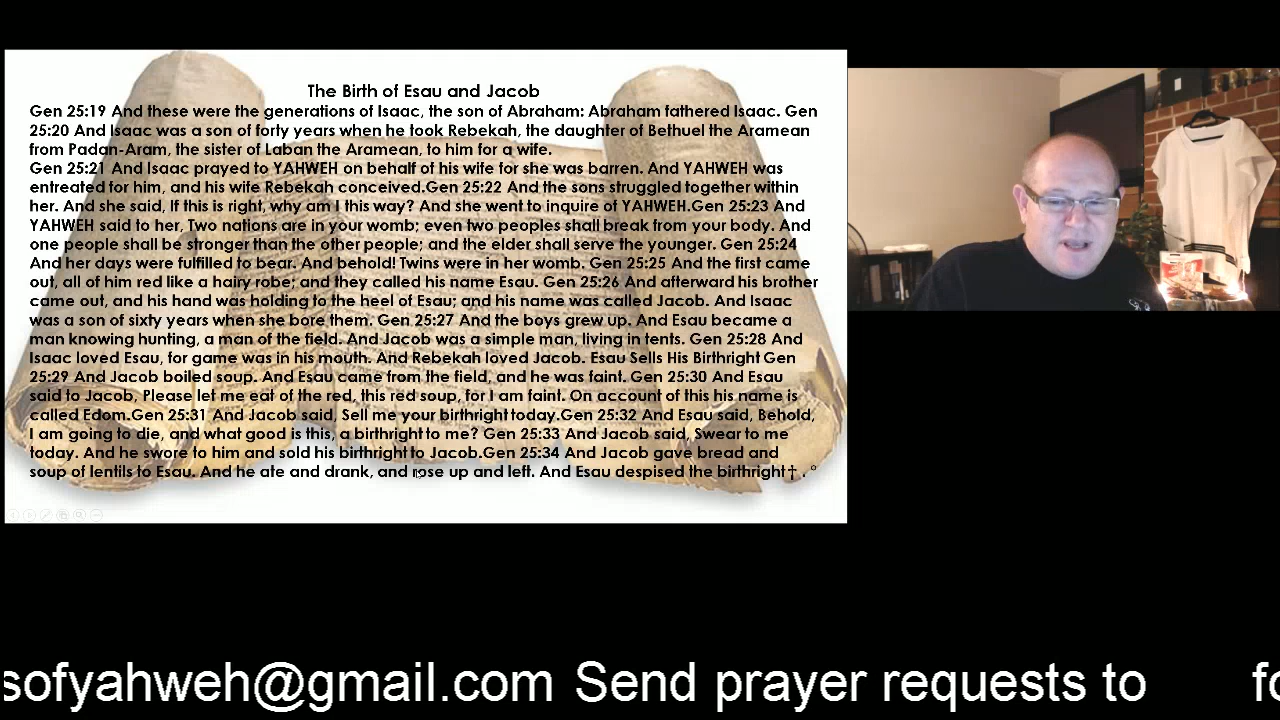 The Birth of Esau and Jacob
Gen 25:19 And these were the generations of Isaac, the son of Abraham: Abraham fathered Isaac. Gen
25:20 And Isaac was a son of forty years when he took Rebekah, the daughter of Bethuel the Aramean
from Padan-Aram, the sister of Laban the Aramean, to him for a wife.
Gen 25:21 And Isaac prayed to YAHWEH on behalf of his wife for she was barren. And YAHWEH was
entreated for him, and his wife Rebekah conceived.Gen 25:22 And the sons struggled together within
her. And she said, If this is right, why am I this way? And she went to inquire of YAHWEH.Gen 25:23 And
YAHWEH said to her, Two nations are in your womb; even two peoples shall break from your body. And
one people shall be stronger than the other people; and the elder shall serve the younger. Gen 25:24
And her days were fulfilled to bear. And behold! Twins were in her womb. Gen 25:25 And the first came
out, all of him red like a hairy robe; and they called his name Esau. Gen 25:26 And afterward his brother
came out, and his hand was holding to the heel of Esau; and his name was called Jacob. And Isaac
was a son of sixty years when she bore them. Gen 25:27 And the boys grew up. And Esau became a
man knowing hunting, a man of the field. And Jacob was a simple man, living in tents. Gen 25:28 And
Isaac loved Esau, for game was in his mouth. And Rebekah loved Jacob. Esau Sells His Birthright Gen
25:29 And Jacob boiled soup. And Esau came from the field, and he was faint. Gen 25:30 And Esau
said to Jacob, Please let me eat of the red, this red soup, for I am faint. On account of this his name is
called Edom.Gen 25:31 And Jacob said, Sell me your birthright today.Gen 25:32 And Esau said, Behold,
I am going to die, and what good is this, a birthright to me? Gen 25:33 And Jacob said, Swear to me
today. And he swore to him and sold his birthright to Jacob.Gen 25:34 And Jacob gave bread and
soup of lentils to Esau. And he ate and drank, and rose up and left. And Esau despised the birthright† . °
sofyahweh@gmail.com Send prayer requests to fo